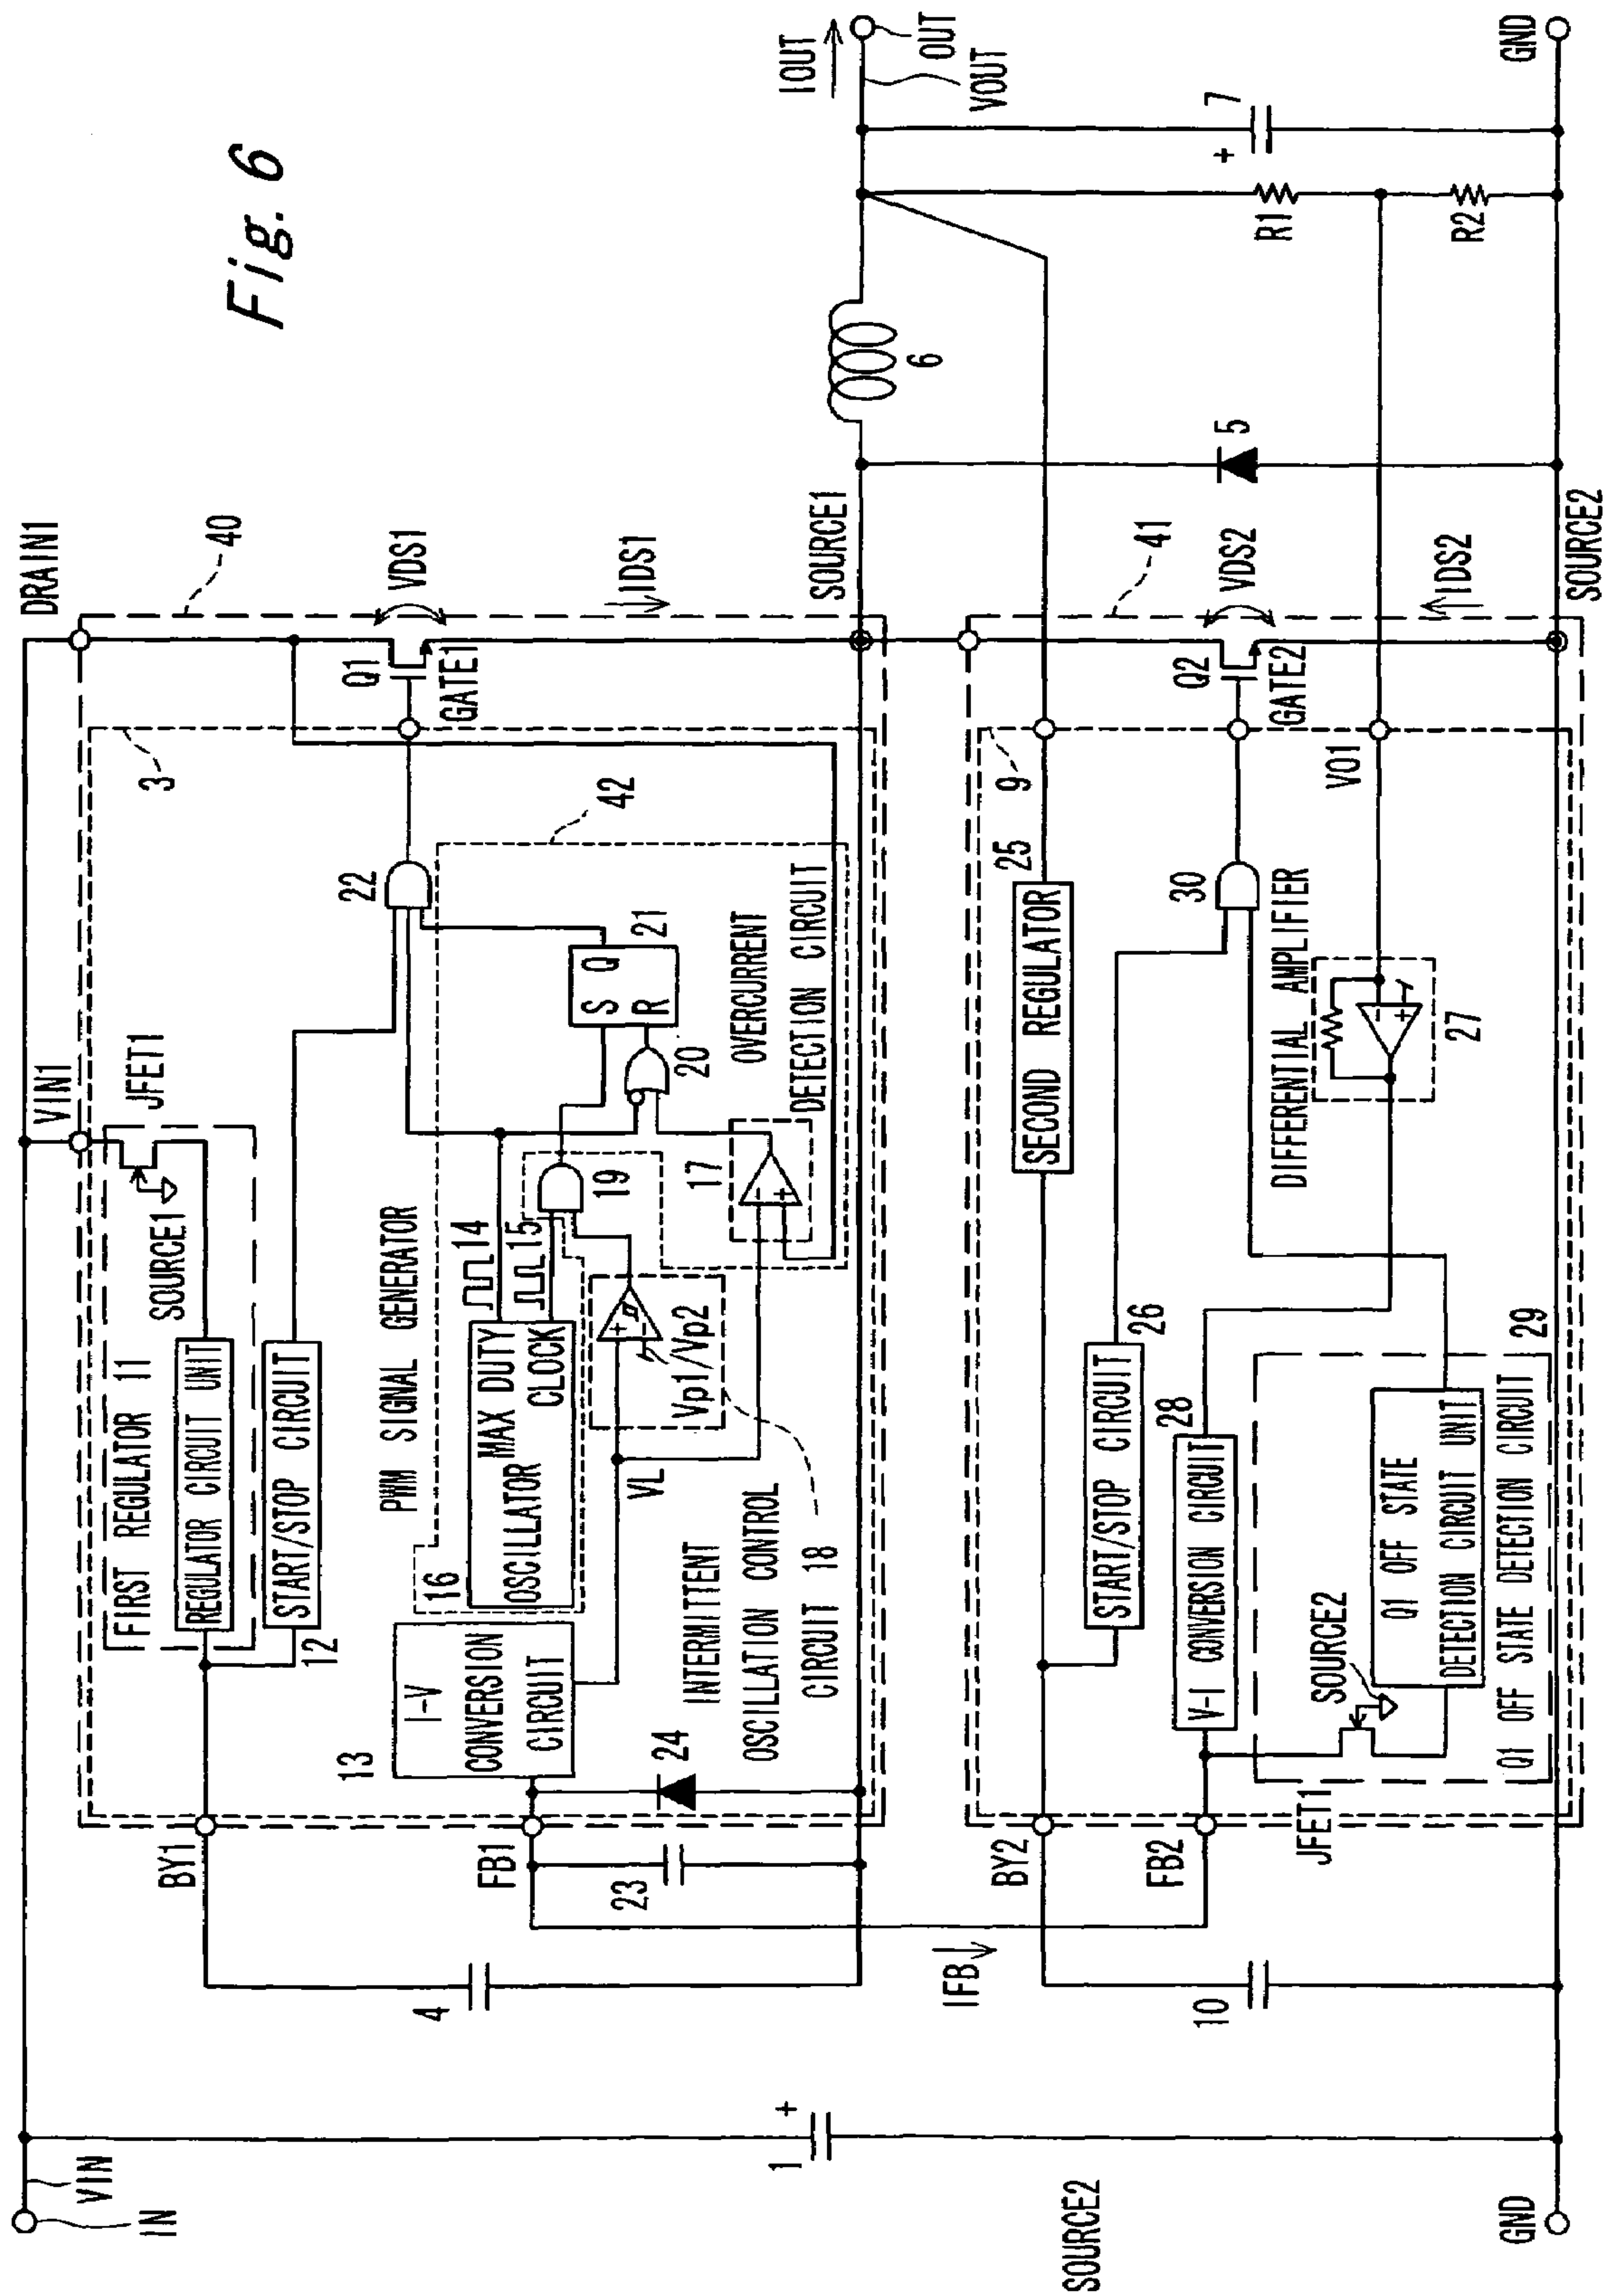 Fig. 6
IN
VIN
1
+
GND
SOURCE2
VIN1
DRAIN1
40
3
FIRST REGULATOR 11
JFET1
SOURCE1
REGULATOR CIRCUIT UNIT
START/STOP CIRCUIT
12
BY1
4
22
Q1
GATE1
VDS1
IDS1
SOURCE1
PWM SIGNAL GENERATOR
42
13
I-V
CONVERSION
CIRCUIT
16
OSCILLATOR
MAX DUTY
CLOCK
14
15
19
20
S
Q
R
21
OVERCURRENT
DETECTION CIRCUIT
17
-
+
+
-
Vp1/Vp2
VL
INTERMITTEN
OSCILLATION CONTROL
CIRCUIT 18
FB1
23
24
IFB
IOUT
OUT
VOUT
6
5
7
+
R1
R2
GND
BY2
10
FB2
9
41
SECOND REGULATOR
25
START/STOP CIRCUIT
26
30
Q2
GATE2
VDS2
IDS2
V-I CONVERSION CIRCUIT
28
DIFFERENTIAL AMPLIFIER
-
+
27
VO1
JFET1
SOURCE2
Q1 OFF STATE
DETECTION CIRCUIT UNIT
Q1 OFF STATE DETECTION CIRCUIT
29
SOURCE2